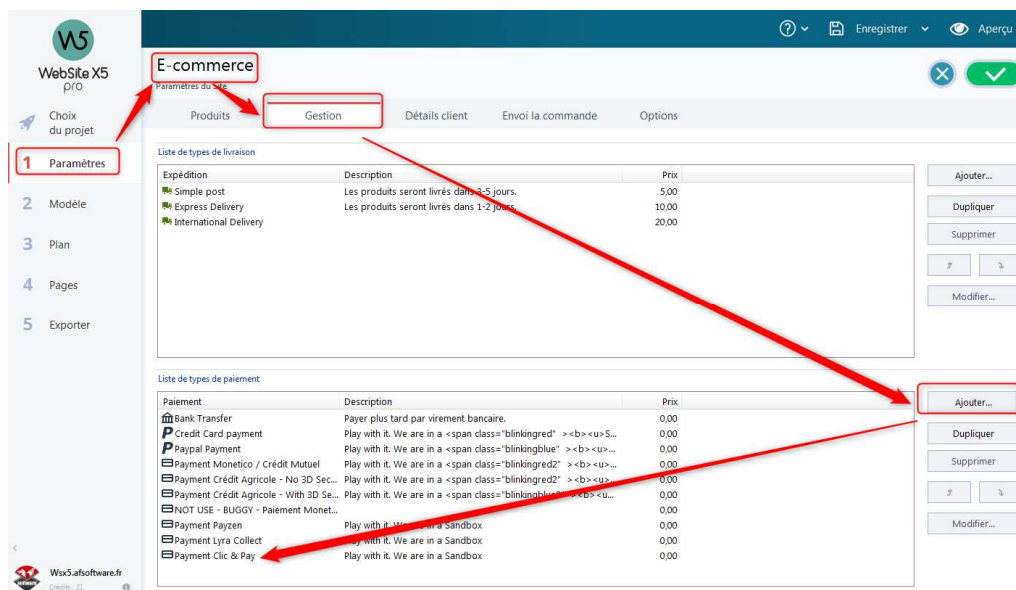 W5
WebSite X5
pro
Enregistrer
Aperçu
E-commerce
Paramètres du Site
Choix
du projet
1 Paramètres
2 Modèle
3 Plan
4 Pages
5 Exporter
Produits
Gestion
Détails client
Envoi la commande
Options
Liste de types de livraison
Expédition Description Prix
Simple post Les produits seront livrés dans 3-5 jours. 5,00
Express Delivery Les produits seront livrés dans 1-2 jours. 10,00
International Delivery 20,00
Ajouter...
Dupliquer
Supprimer
Modifier...
Liste de types de paiement
Paiement Description Prix
Bank Transfer Payer plus tard par virement bancaire. 0,00
Credit Card payment Play with it. We are in a <span class="blinkingred" ><b><u>S... 0,00
Paypal Payment Play with it. We are in a <span class="blinkingblue" ><b><u>... 0,00
Payment Monetico / Crédit Mutuel Play with it. We are in a <span class="blinkingred2" ><b><u>... 0,00
Payment Crédit Agricole - No 3D Sec... Play with it. We are in a <span class="blinkingred2" ><b><u>... 0,00
Payment Crédit Agricole - With 3D Se... Play with it. We are in a <span ><b><u... 0,00
NOT USE - BUGGY - Paiement Monet... 0,00
Payment Payzen Play with it. We are in a Sandbox 0,00
Payment Lyra Collect Play with it. We are in a Sandbox 0,00
Payment Clic & Pay Play with it. We are in a Sandbox 0,00
Ajouter...
Dupliquer
Supprimer
Modifier...
Wsx5.afsoftware.fr
Crédits : 21